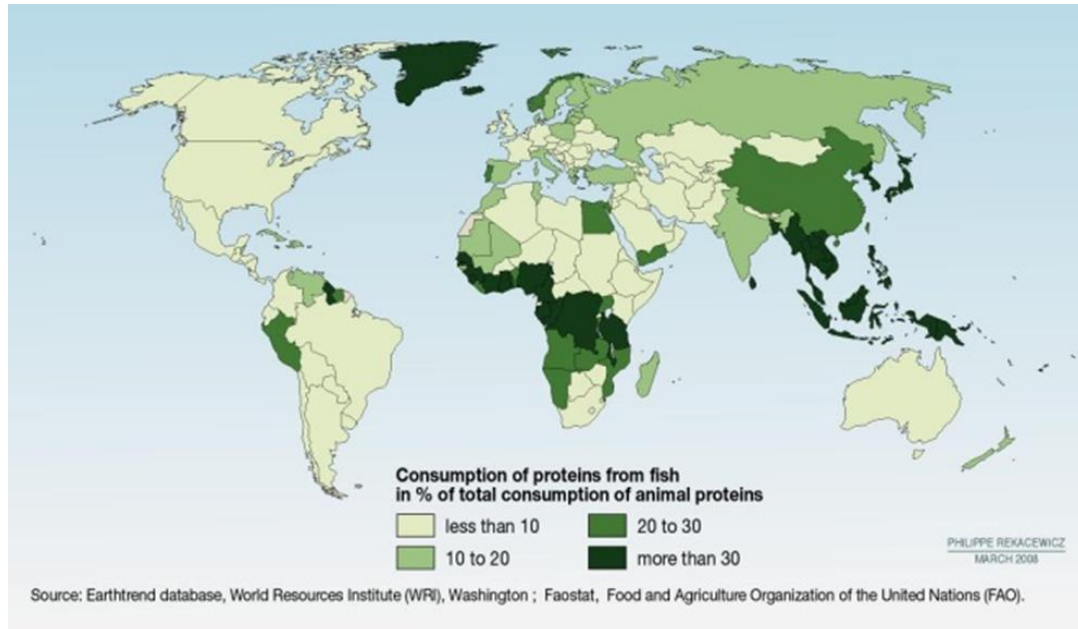 Consumption of proteins from fish
in % of total consumption of animal proteins
less than 10
20 to 30
10 to 20
more than 30
PHILIPPE REKACEWICZ
MARCH 2008
Source: Earthtrend database, World Resources Institute (WRI), Washington ; Faostat, Food and Agriculture Organization of the United Nations (FAO).